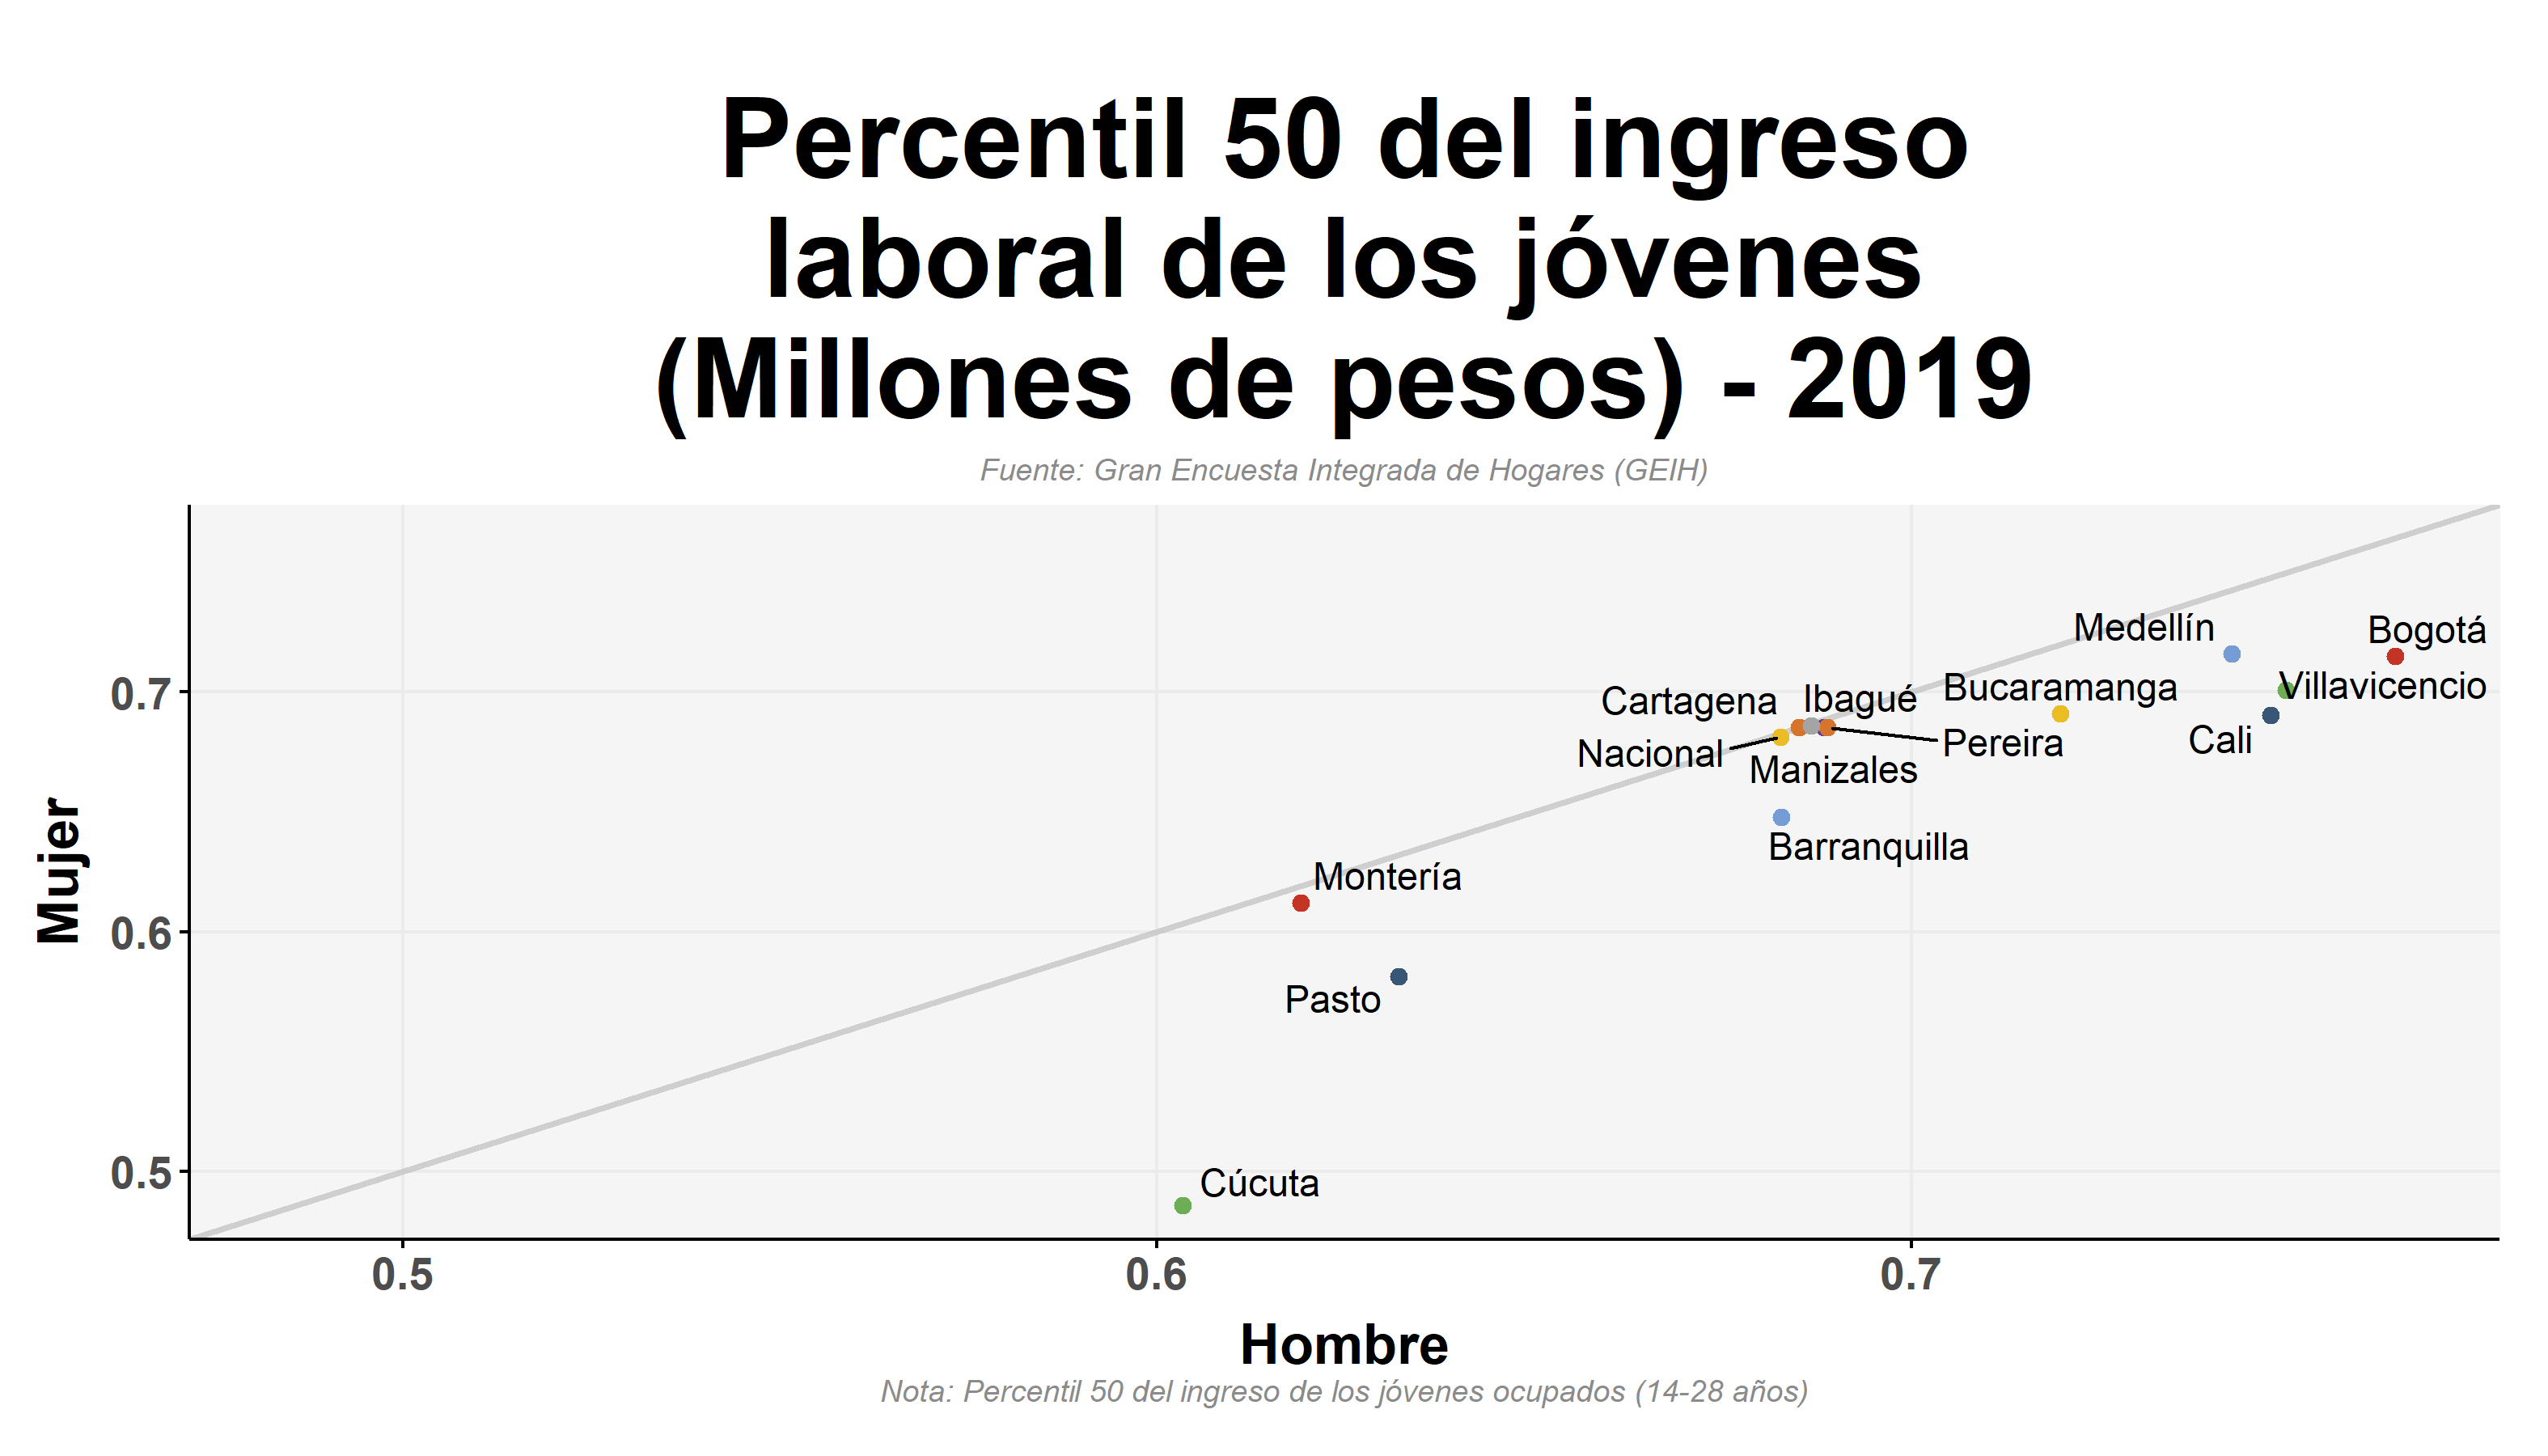 Percentil 50 del ingreso
laboral de los jóvenes
(Millones de pesos) - 2019
Fuente: Gran Encuesta Integrada de Hogares (GEIH)
Mujer
0.7
0.6
0.5
Medellín
Bogotá
Cartagena
Ibagué
Bucaramanga
Villavicencio
Nacional
Manizales
Pereira
Cali
Barranquilla
Montería
Pasto
Cúcuta
0.5
0.6
0.7
Hombre
Nota: Percentil 50 del ingreso de los jóvenes ocupados (14-28 años)